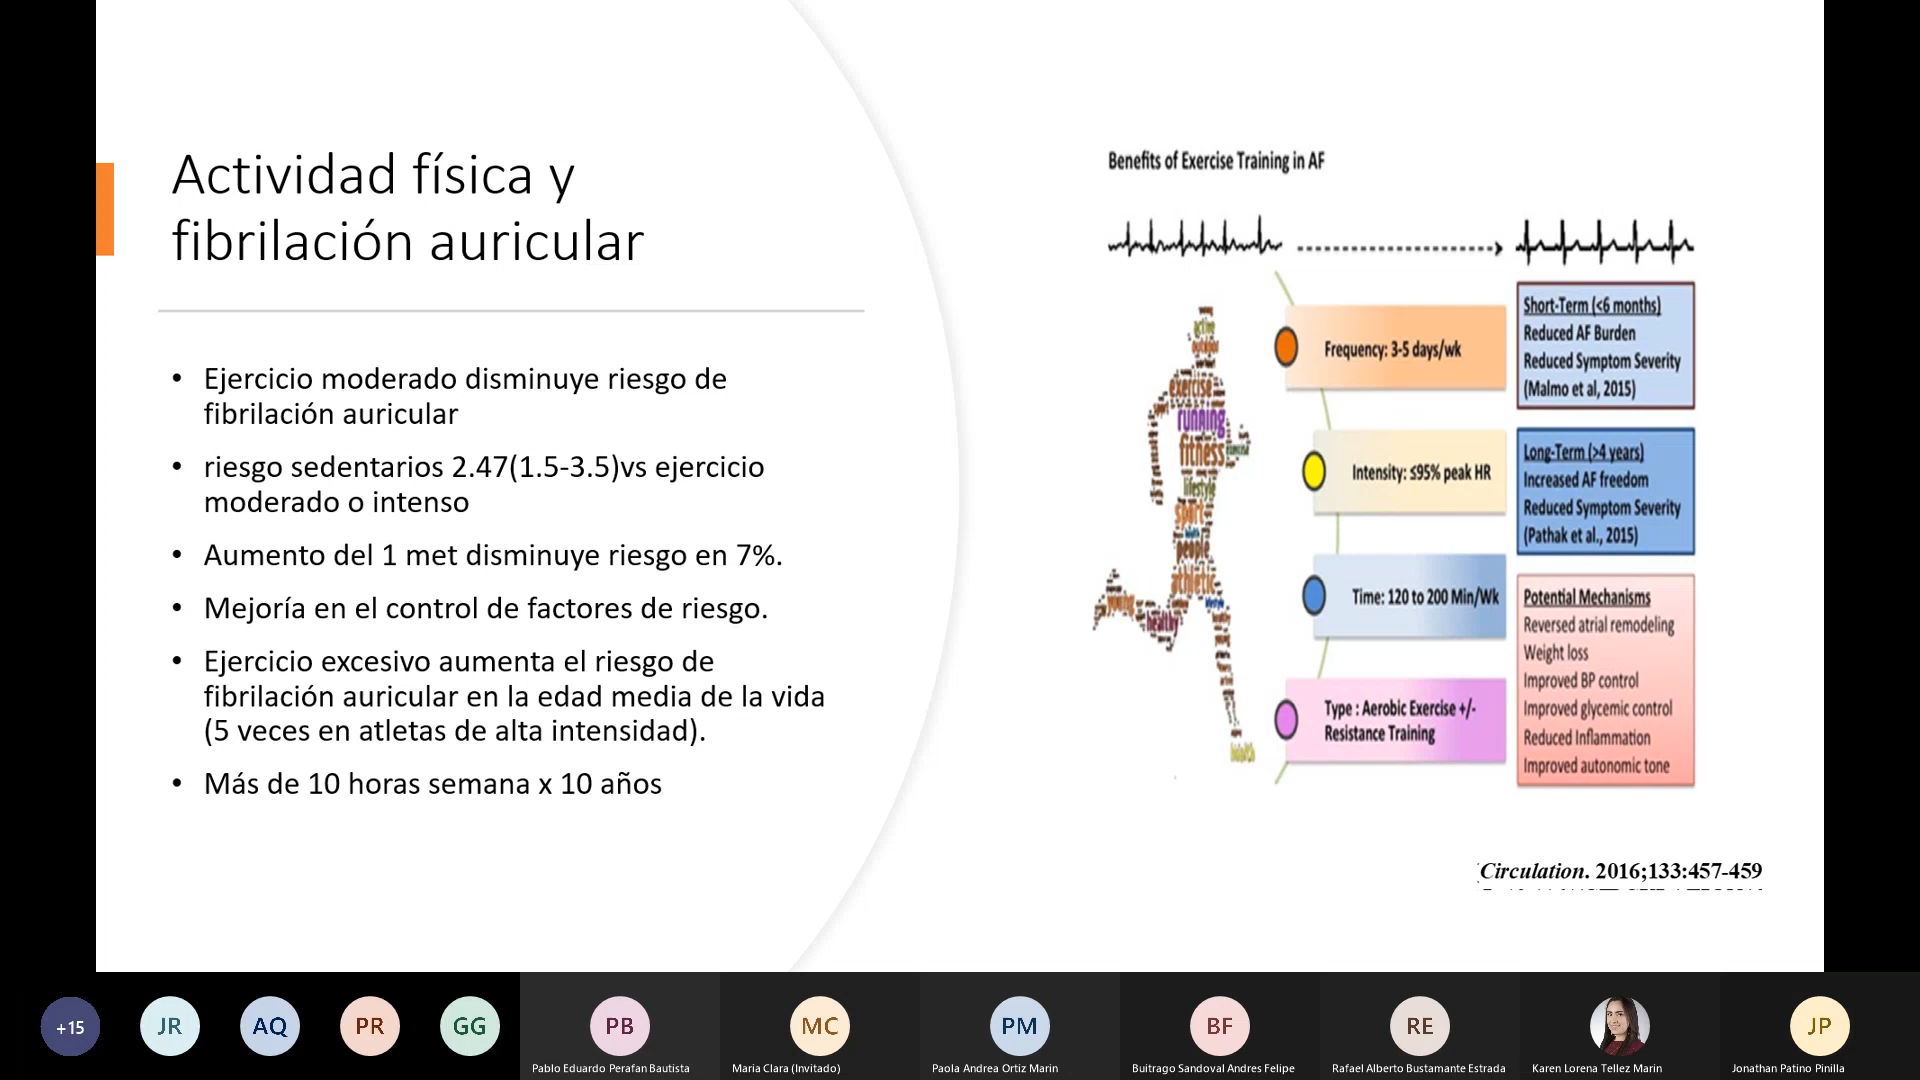 Actividad física y
fibrilación auricular
• Ejercicio moderado disminuye riesgo de
fibrilación auricular
• riesgo sedentarios 2.47(1.5-3.5)vs ejercicio
moderado o intenso
• Aumento del 1 met disminuye riesgo en 7%.
• Mejoría en el control de factores de riesgo.
• Ejercicio excesivo aumenta el riesgo de
fibrilación auricular en la edad media de la vida
(5 veces en atletas de alta intensidad).
• Más de 10 horas semana x 10 años
Benefits of Exercise Training in AF
active
outdoor
exercise
running
fitness
exercise
lifestyle
sport
people
athletic
young
healthy
health
Frequency: 3-5 days/wk
Intensity: ≤95% peak HR
Time: 120 to 200 Min/Wk
Type : Aerobic Exercise +/-
Resistance Training
Short-Term (<6 months)
Reduced AF Burden
Reduced Symptom Severity
(Malmo et al, 2015)
Long-Term (>4 years)
Increased AF freedom
Reduced Symptom Severity
(Pathak et al., 2015)
Potential Mechanisms
Reversed atrial remodeling
Weight loss
Improved BP control
Improved glycemic control
Reduced Inflammation
Improved autonomic tone
Circulation. 2016;133:457-459
+15
JR
AQ
PR
GG
PB
MC
PM
BF
RE
JP
Pablo Eduardo Perafan Bautista
Maria Clara (Invitado)
Paola Andrea Ortiz Marin
Buitrago Sandoval Andres Felipe
Rafael Alberto Bustamante Estrada
Karen Lorena Tellez Marin
Jonathan Patino Pinilla